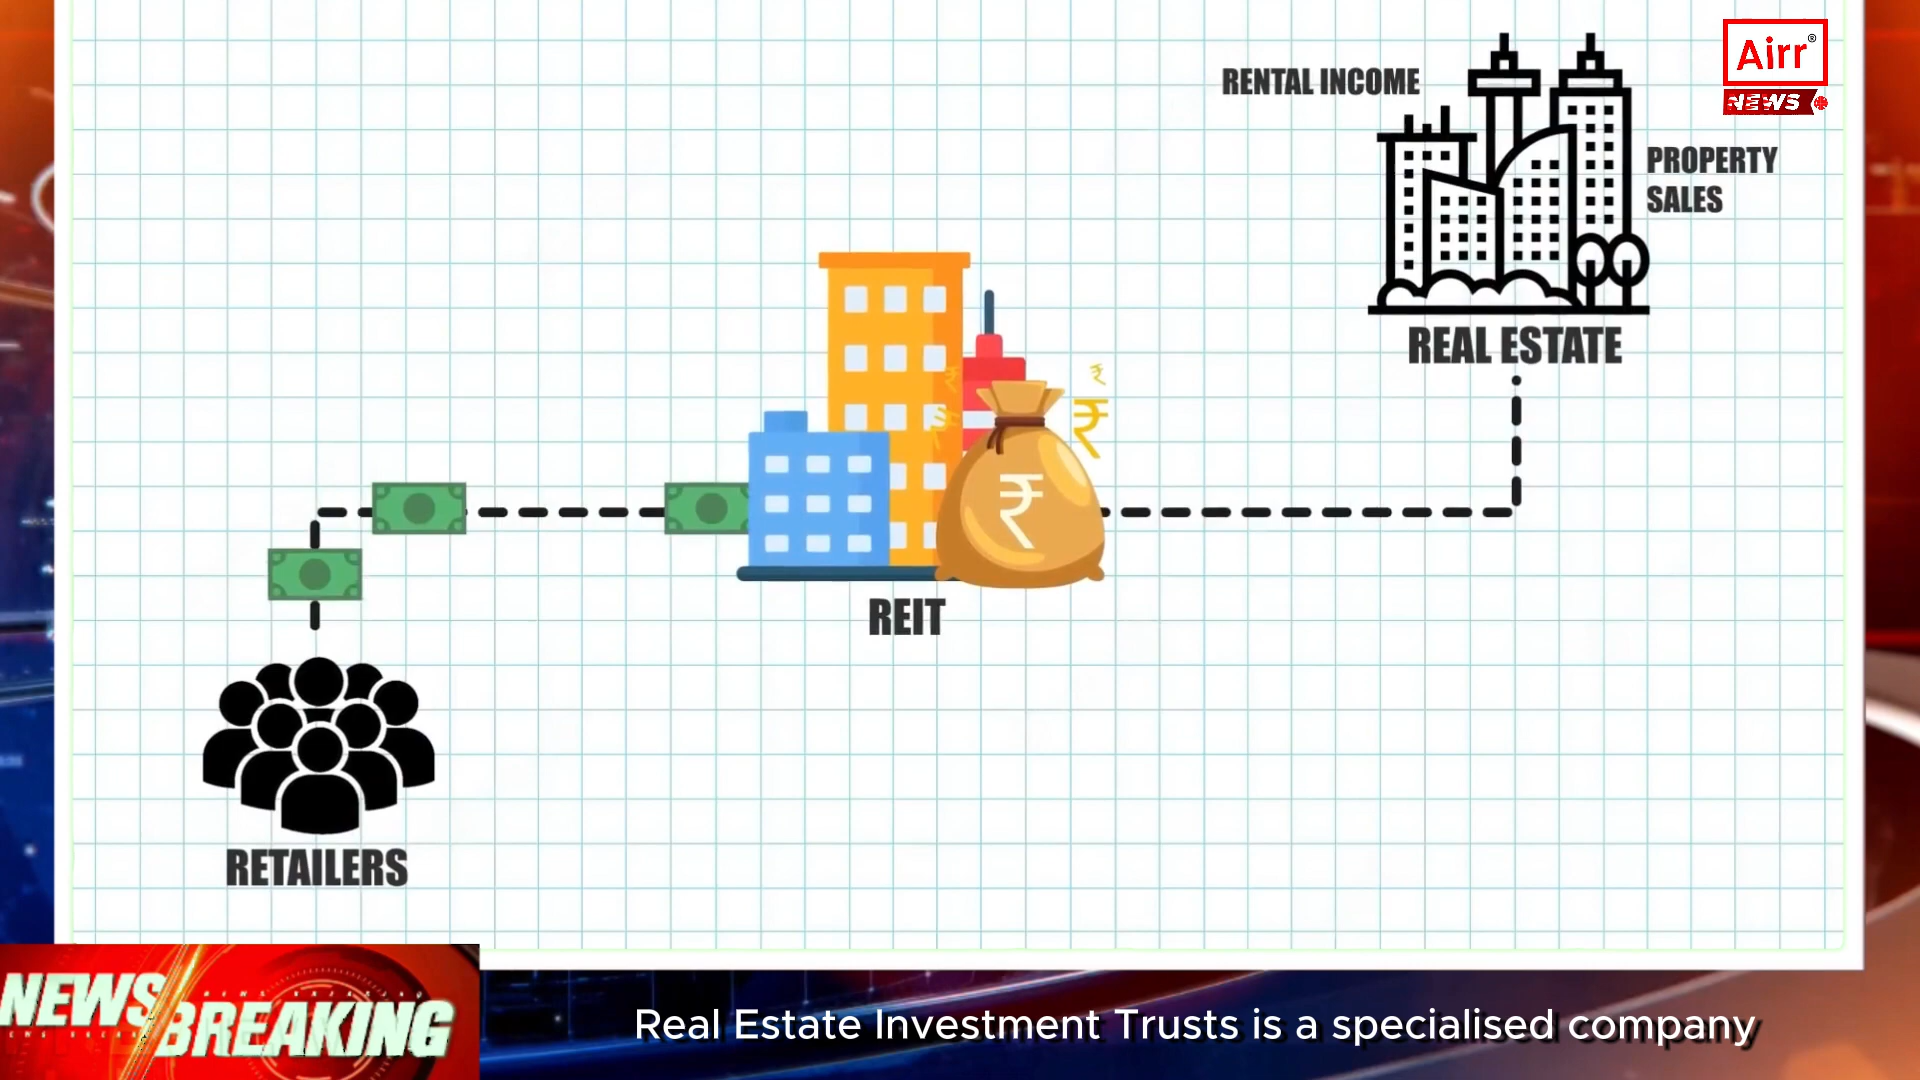 RENTAL INCOME
Airr®
NEWS
PROPERTY
SALES
REAL ESTATE
₹
₹
₹
REIT
RETAILERS
NEWS
BREAKING
Real Estate Investment Trusts is a specialised company